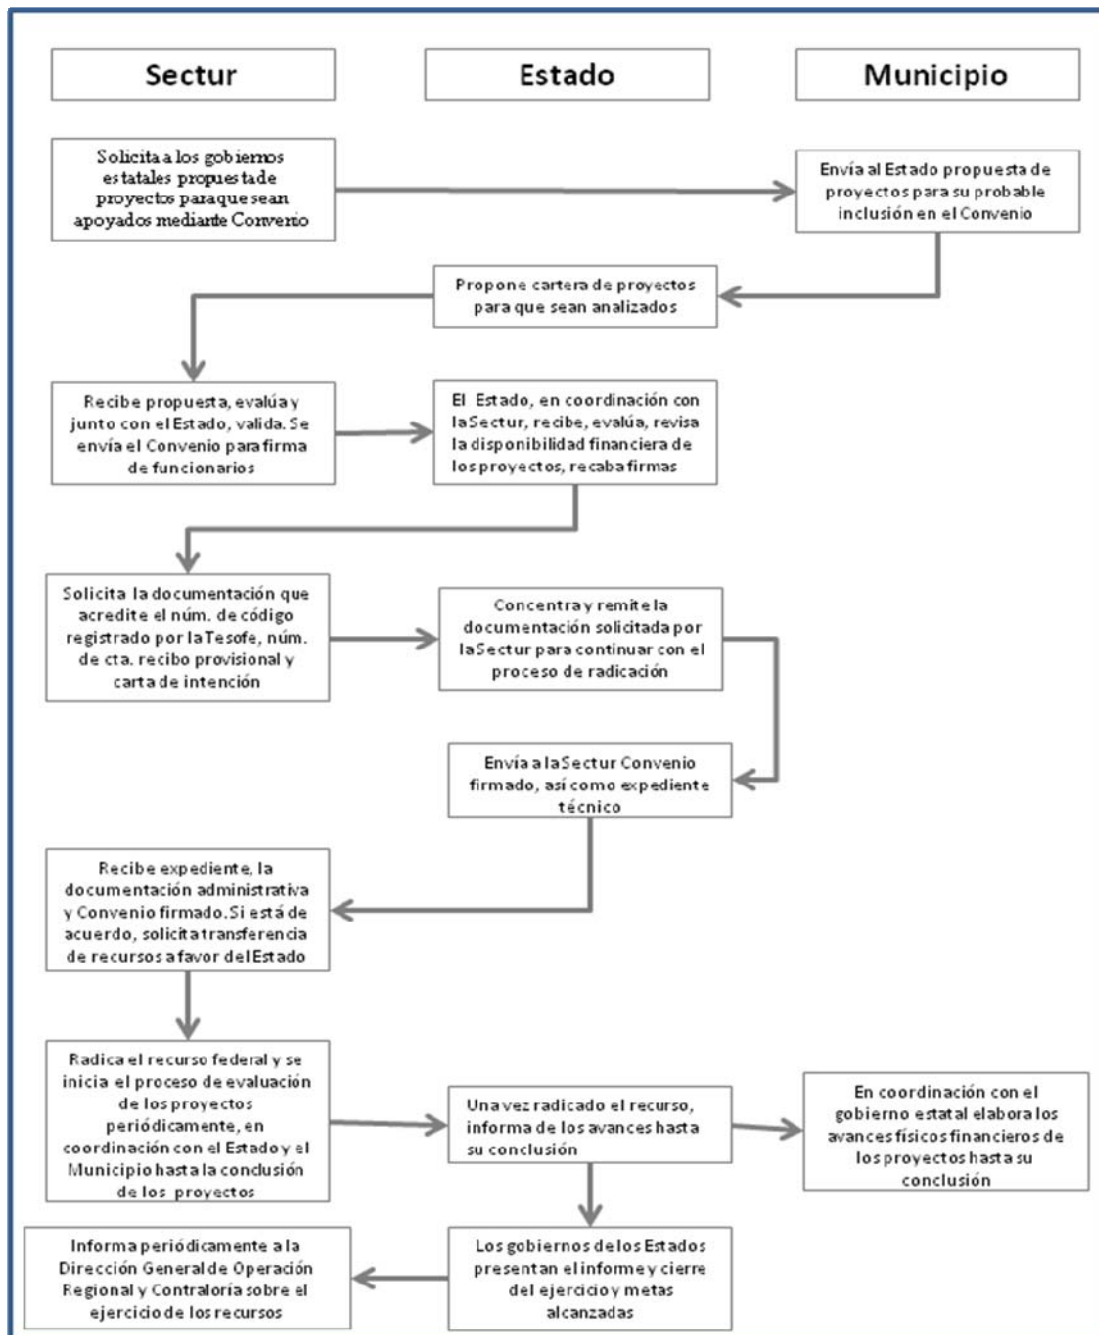 Sectur
Estado
Municipio
Solicita a los gobiernos
estatales propuesta de
proyectos para que sean
apoyados mediante Convenio
Envía al Estado propuesta de
proyectos para su probable
inclusión en el Convenio
Propone cartera de proyectos
para que sean analizados
Recibe propuesta, evalúa y
junto con el Estado, valida. Se
envía el Convenio para firma
de funcionarios
El Estado, en coordinación con
la Sectur, recibe, evalúa, revisa
la disponibilidad financiera de
los proyectos, recaba firmas
Solicita la documentación que
acredite el núm. de código
registrado por la Tesofe, núm.
de cta. recibo provisional y
carta de intención
Concentra y remite la
documentación solicitada por
la Sectur para continuar con el
proceso de radicación
Envía a la Sectur Convenio
firmado, así como expediente
técnico
Recibe expediente, la
documentación administrativa
y Convenio firmado. Si está de
acuerdo, solicita transferencia
de recursos a favor del Estado
Radica el recurso federal y se
inicia el proceso de evaluación
de los proyectos
periódicamente, en
coordinación con el Estado y el
Municipio hasta la conclusión
de los proyectos
Una vez radicado el recurso,
informa de los avances hasta
su conclusión
En coordinación con el
gobierno estatal elabora los
avances físicos financieros de
los proyectos hasta su
conclusión
Informa periódicamente a la
Dirección General de Operación
Regional y Contraloría sobre el
ejercicio de los recursos
Los gobiernos de los Estados
presentan el informe y cierre
del ejercicio y metas
alcanzadas